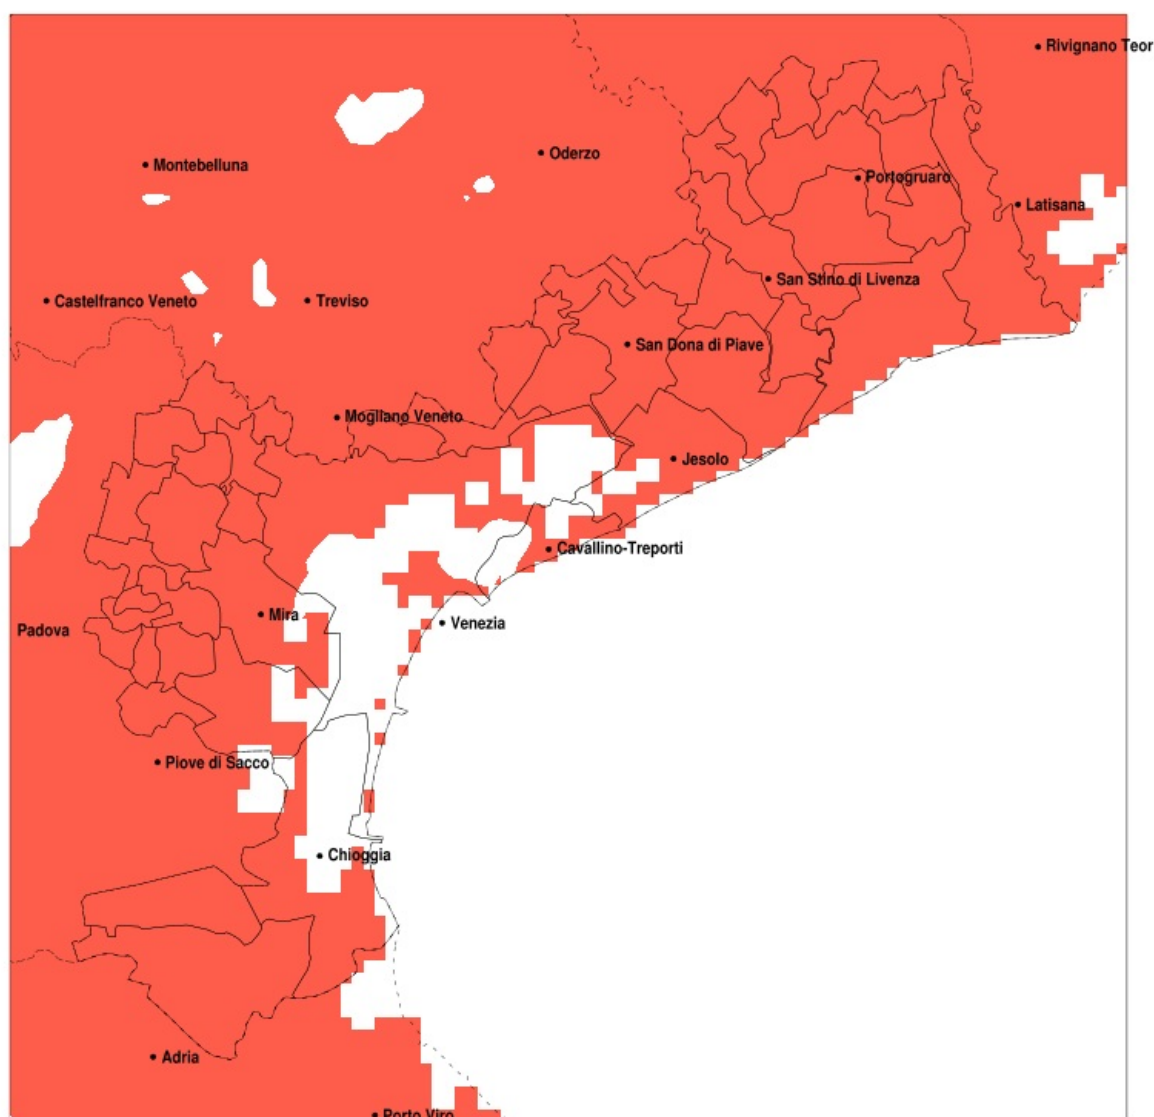 Rivignano Teor
Oderzo
Montebelluna
Portogruaro
Latisana
San Stino di Livenza
Castelfranco Veneto
Treviso
San Dona di Piave
Mogliano Veneto
Jesolo
Cavallino-Treporti
Mira
Venezia
Padova
Piove di Sacco
Chioggia
Adria
Porto Viro